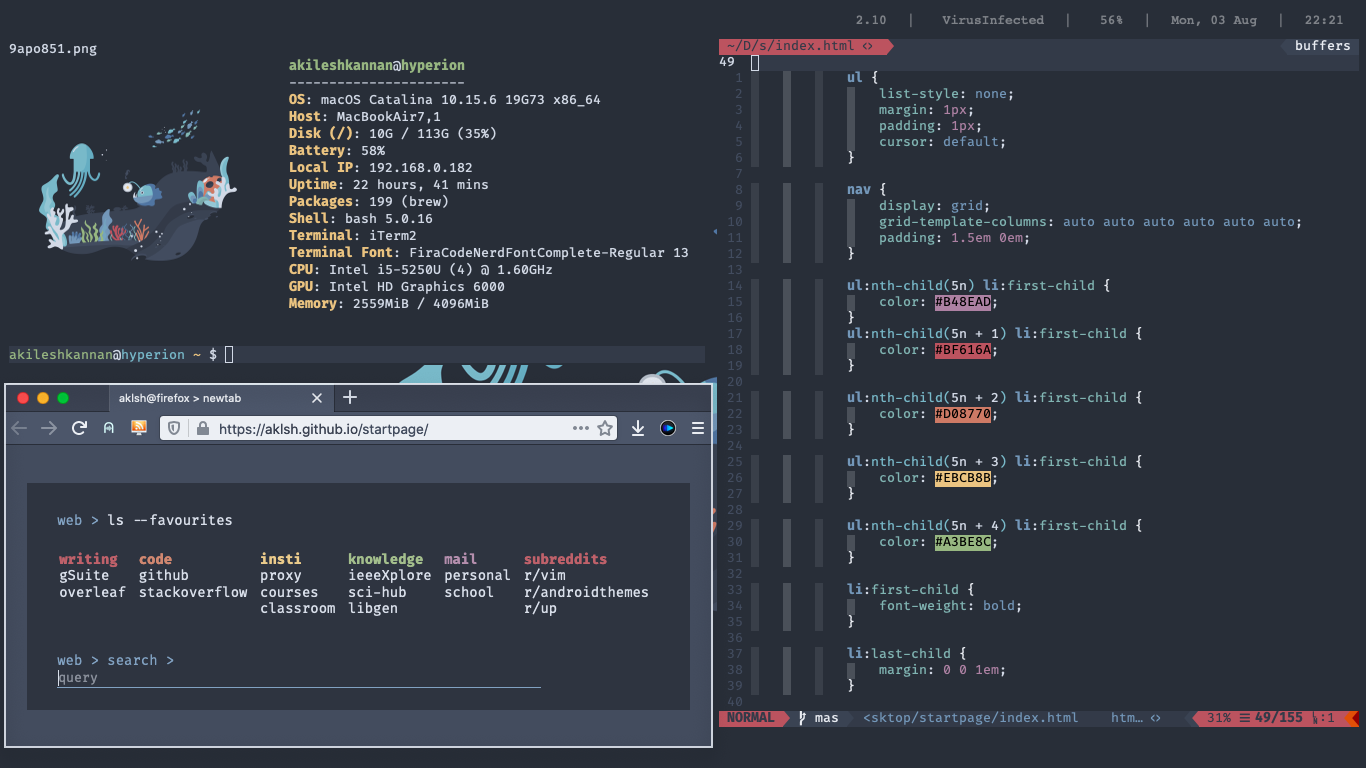 2.10 | VirusInfected | 56% | Mon, 03 Aug | 22:21
9apo851.png
akileshkannan@hyperion
----------------------
OS: macOS Catalina 10.15.6 19G73 x86_64
Host: MacBookAir7,1
Disk (/): 10G / 113G (35%)
Battery: 58%
Local IP: 192.168.0.182
Uptime: 22 hours, 41 mins
Packages: 199 (brew)
Shell: bash 5.0.16
Terminal: iTerm2
Terminal Font: FiraCodeNerdFontComplete-Regular 13
CPU: Intel i5-5250U (4) @ 1.60GHz
GPU: Intel HD Graphics 6000
Memory: 2559MiB / 4096MiB
akileshkannan@hyperion ~ $
aklsh@firefox > newtab
https://aklsh.github.io/startpage/
web > ls --favourites
writing code insti knowledge mail subreddits
gSuite github proxy ieeeXplore personal r/vim
overleaf stackoverflow courses sci-hub school r/androidthemes
classroom libgen r/up
web > search >
query
~/D/s/index.html <> buffers
49
1 ul {
2 list-style: none;
3 margin: 1px;
4 padding: 1px;
5 cursor: default;
6 }
7
8 nav {
9 display: grid;
10 grid-template-columns: auto auto auto auto auto auto;
11 padding: 1.5em 0em;
12 }
13
14 ul:nth-child(5n) li:first-child {
15 color: #B48EAD;
16 }
17 ul:nth-child(5n + 1) li:first-child {
18 color: #BF616A;
19 }
20
21 ul:nth-child(5n + 2) li:first-child {
22 color: #D08770;
23 }
24
25 ul:nth-child(5n + 3) li:first-child {
26 color: #EBCB8B;
27 }
28
29 ul:nth-child(5n + 4) li:first-child {
30 color: #A3BE8C;
31 }
32
33 li:first-child {
34 font-weight: bold;
35 }
36
37 li:last-child {
38 margin: 0 0 1em;
39 }
40
NORMAL mas <sktop/startpage/index.html htm… <> 31% ☰ 49/155 :1